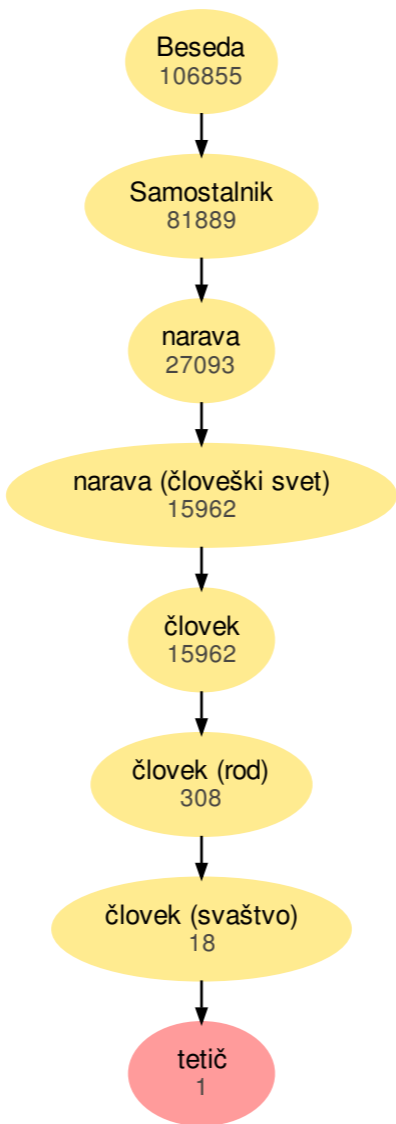 Beseda
106855
Samostalnik
81889
narava
27093
narava (človeški svet)
15962
človek
15962
človek (rod)
308
človek (svaštvo)
18
tetič
1